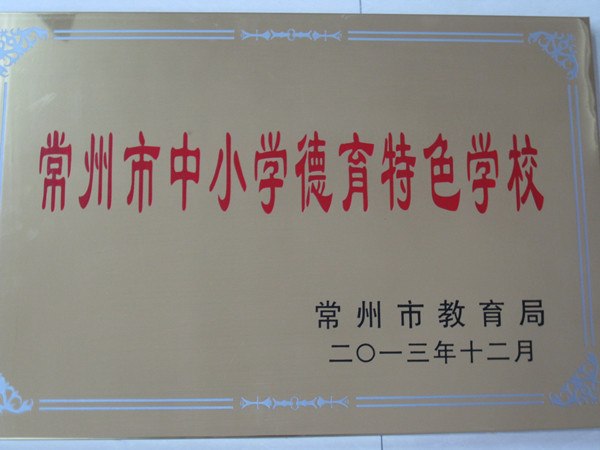 常州市中小学德育特色学校
常州市教育局
二〇一三年十二月